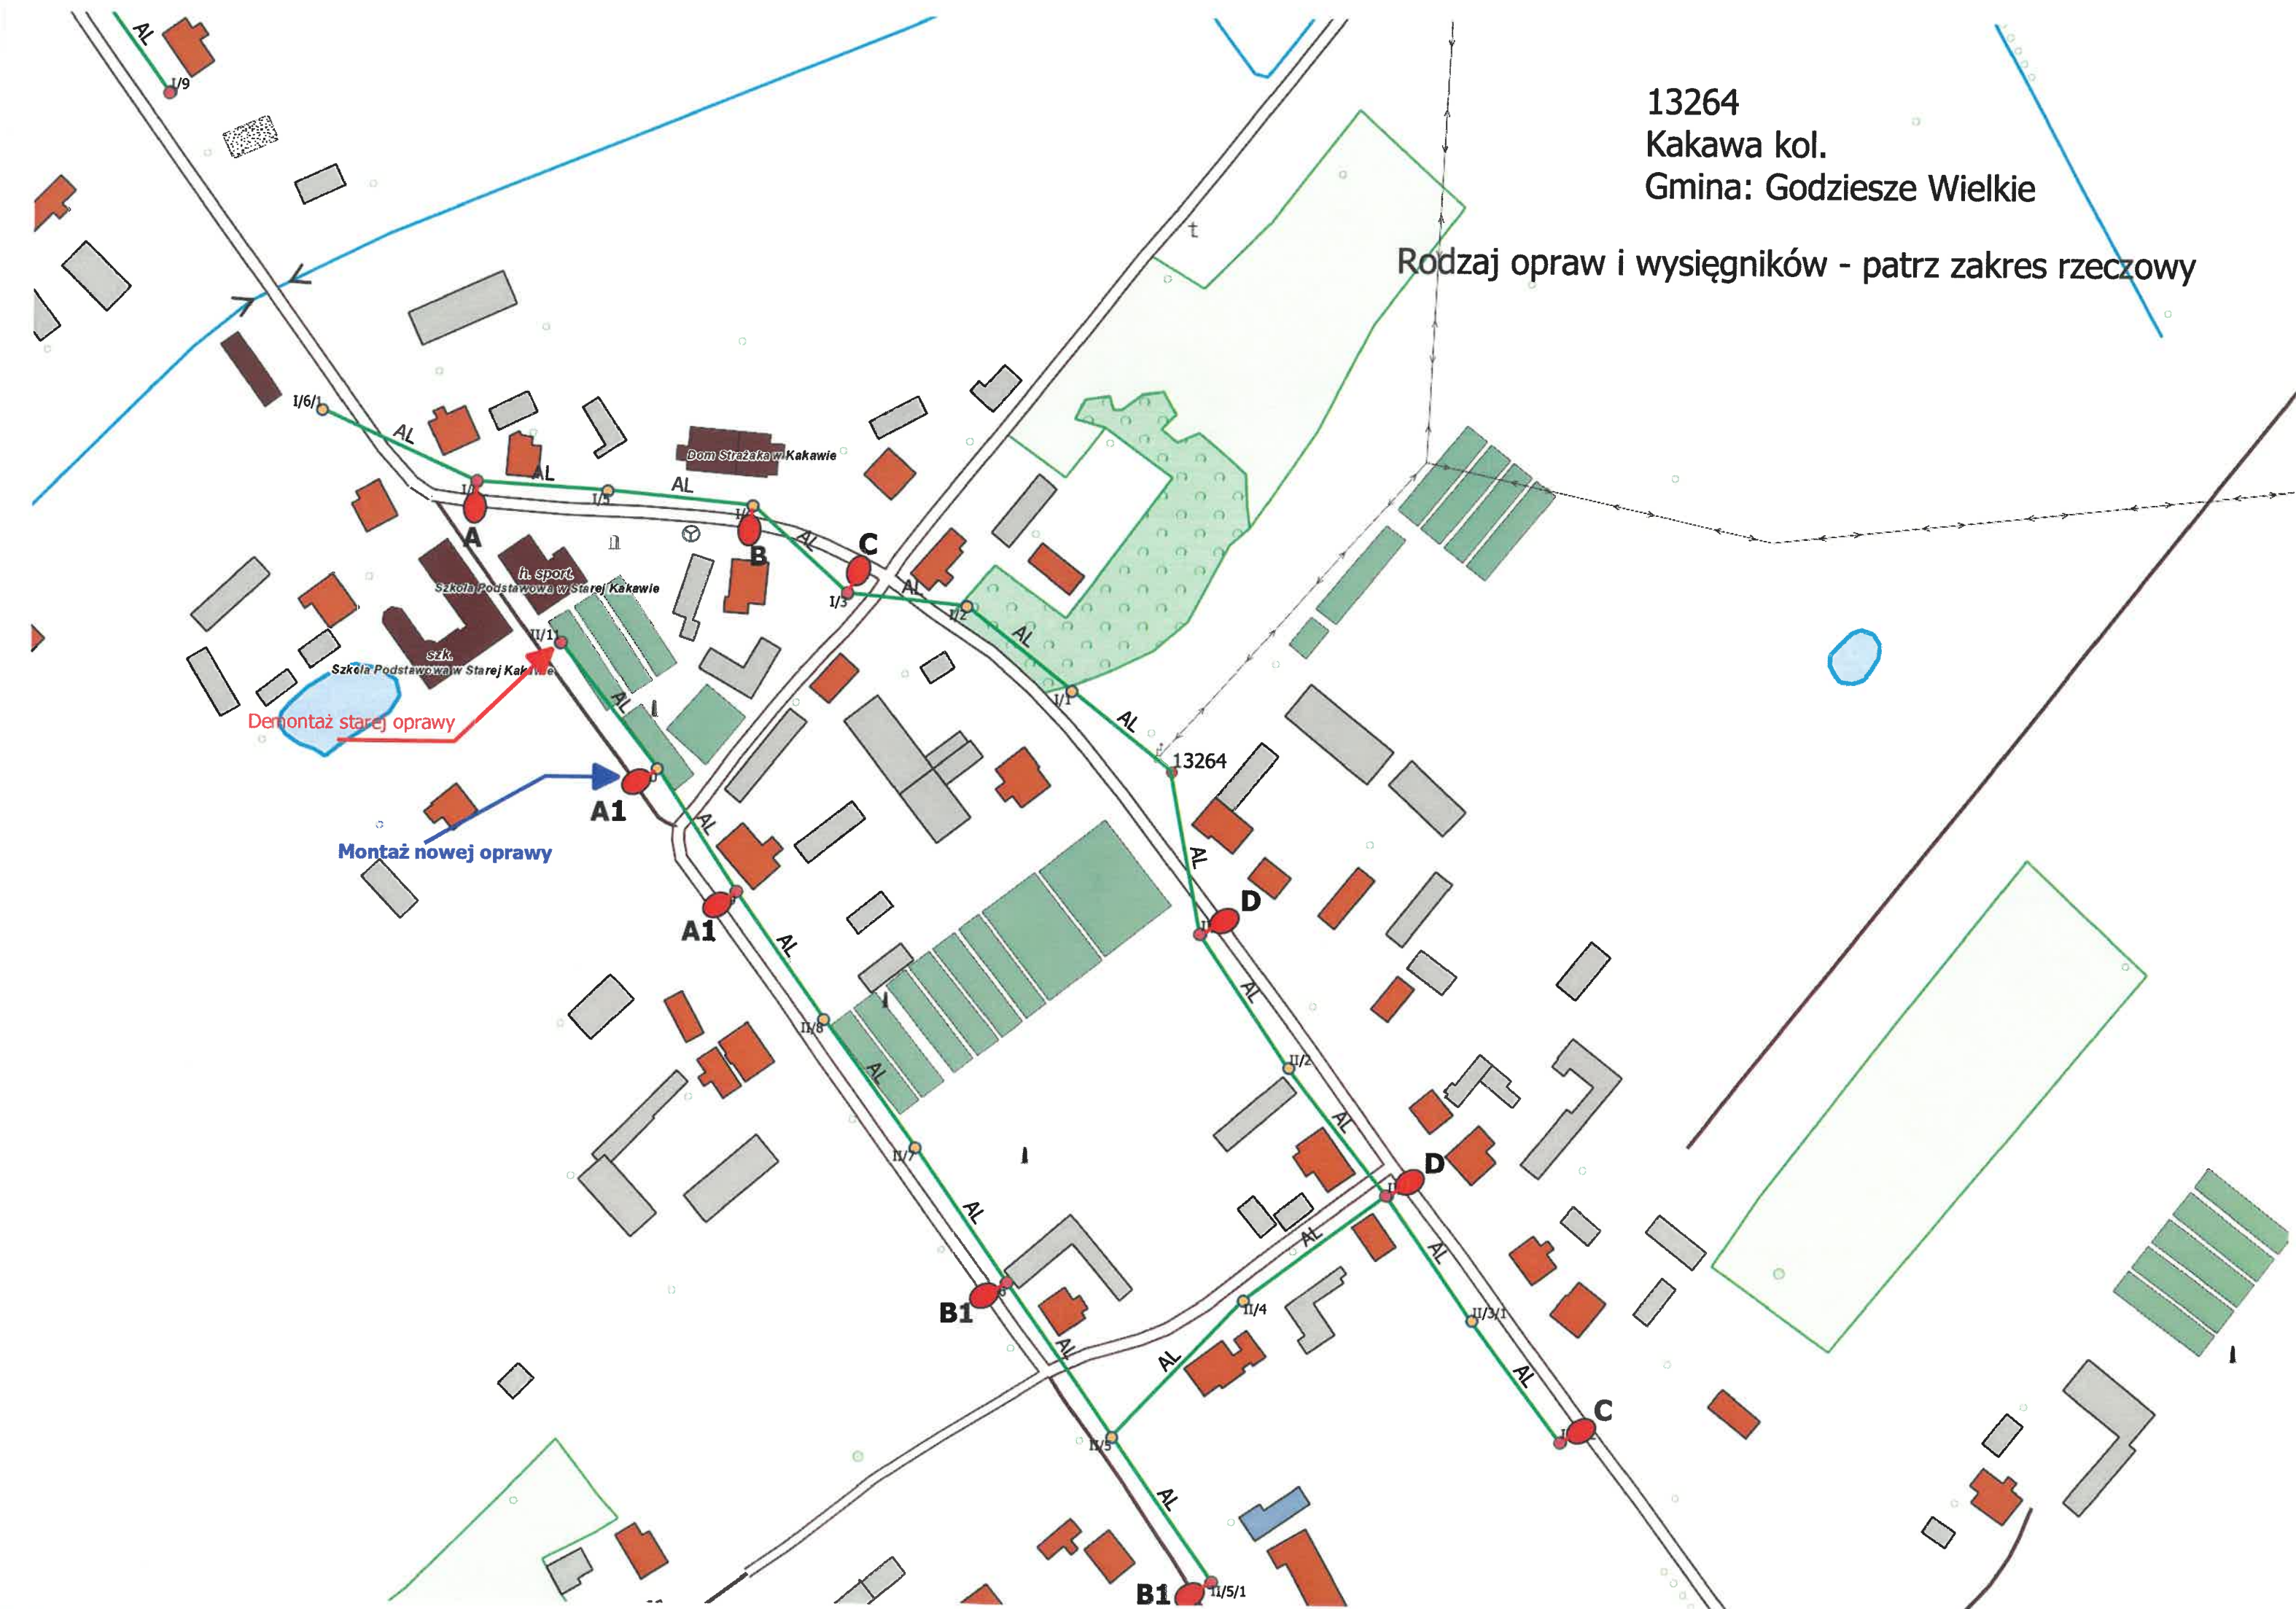 AL
I/9
13264
Kakawa kol.
Gmina: Godziesze Wielkie
t
Rodzaj opraw i wysięgników - patrz zakres rzeczowy
I/6/1
AL
AL
I/5
AL
Dom Strażaka w Kakawie
A
B
AL
C
I/3
AL
I/2
h. sport.
Szkoła Podstawowa w Starej Kakawie
II/11
szk.
Szkoła Podstawowa w Starej Kakawie
AL
AL
I/1
AL
Demontaż starej oprawy
13264
A1
AL
Montaż nowej oprawy
AL
A1
D
AL
AL
II/8
AL
II/2
AL
II/7
D
AL
AL
AL
B1
II/4
II/3/1
AL
AL
AL
C
II/5
AL
B1
II/5/1